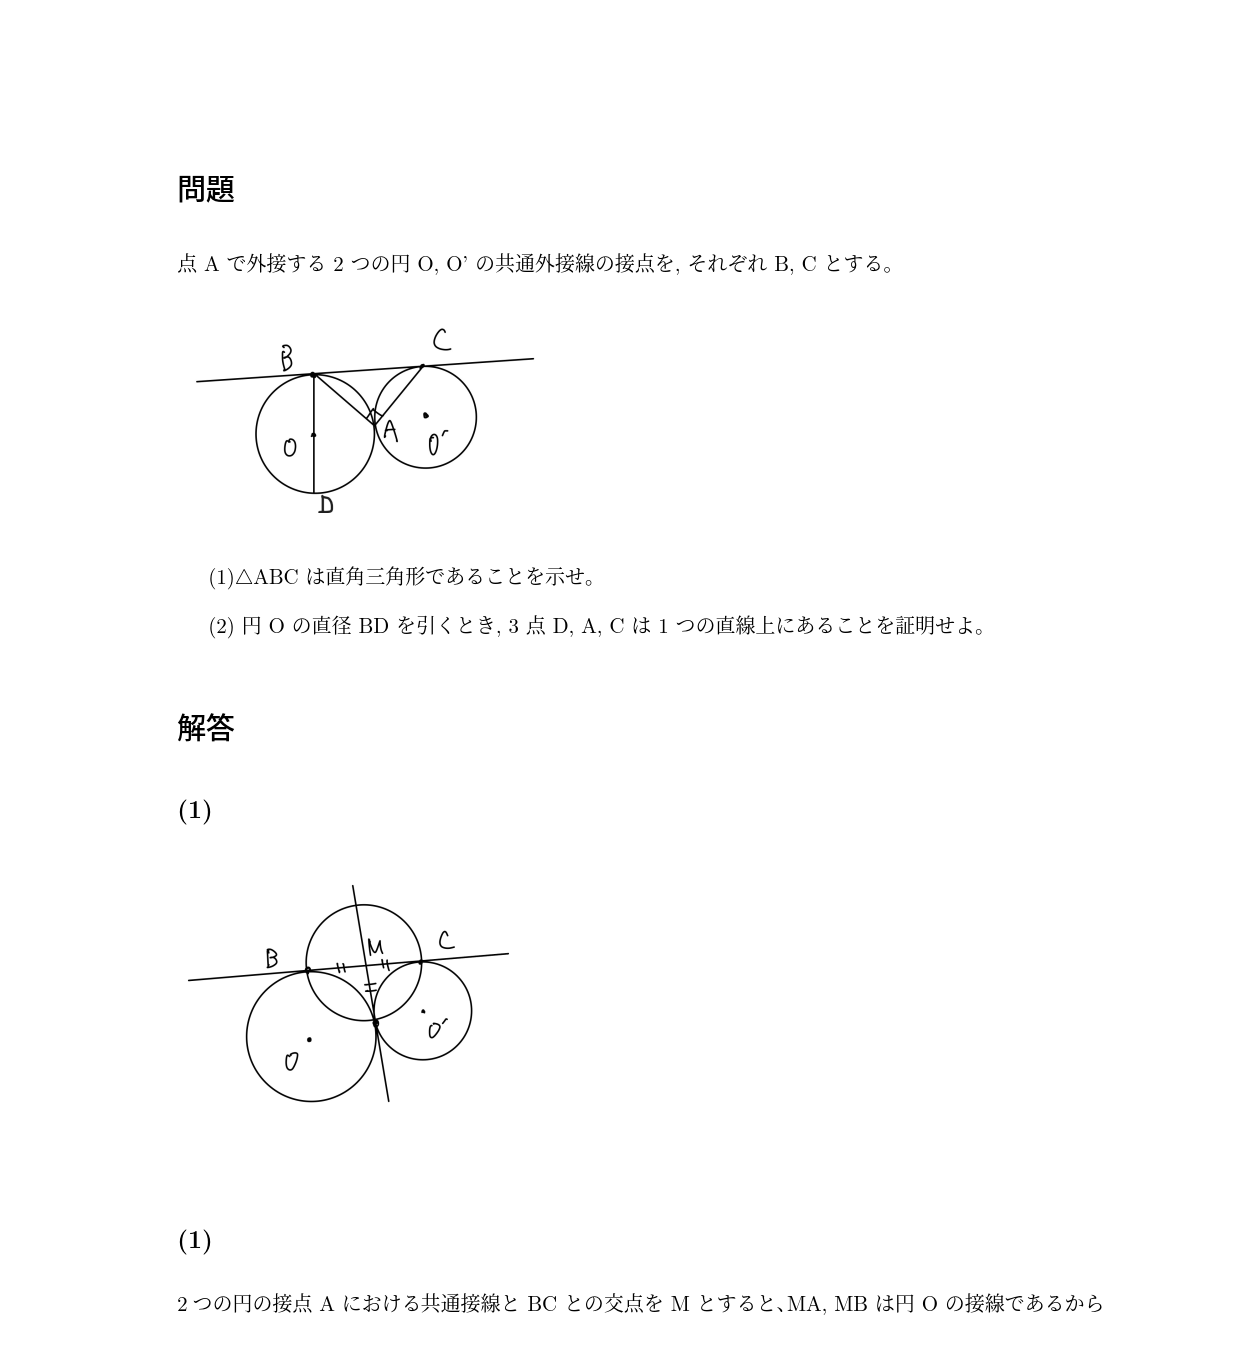 問題
点 A で外接する 2 つの円 O, O’ の共通外接線の接点を, それぞれ B, C とする。
B
C
O
A
O′
D
(1)△ABC は直角三角形であることを示せ。
(2) 円 O の直径 BD を引くとき, 3 点 D, A, C は 1 つの直線上にあることを証明せよ。
解答
(1)
B
M
C
O
O′
(1)
2 つの円の接点 A における共通接線と BC との交点を M とすると、MA, MB は円 O の接線であるから